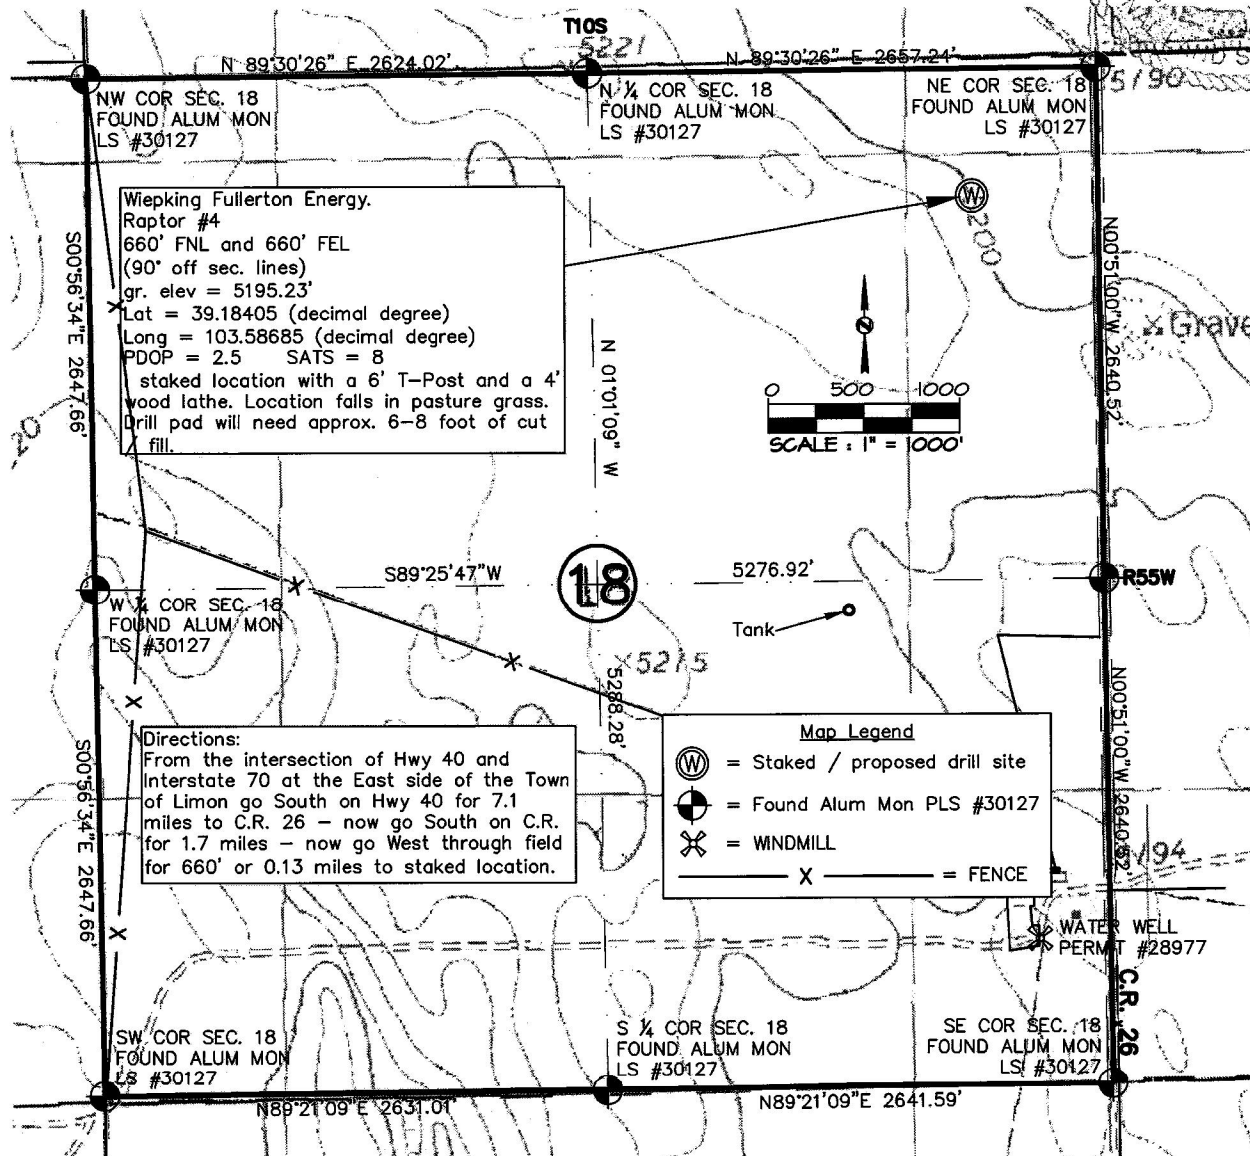 T10S
5221
N 89°30'26" E 2624.02'
N 89°30'26" E 2657.24'
NW COR SEC. 18
FOUND ALUM MON
LS #30127
N ¼ COR SEC. 18
FOUND ALUM MON
LS #30127
NE COR SEC. 18
FOUND ALUM MON
LS #30127
5190
Wiepking Fullerton Energy.
Raptor #4
660' FNL and 660' FEL
(90° off sec. lines)
gr. elev = 5195.23'
Lat = 39.18405 (decimal degree)
Long = 103.58685 (decimal degree)
PDOP = 2.5 SATS = 8
staked location with a 6' T-Post and a 4'
wood lathe. Location falls in pasture grass.
Drill pad will need approx. 6-8 foot of cut
/ fill.
W
200
S00°56'34"E 2647.66'
N 01°01'09" W
N00°51'00"W 2640.52'
Grave
N
0 500 1000
SCALE : 1" = 1000'
20
S89°25'47"W
18
5276.92'
R55W
W ¼ COR SEC. 18
FOUND ALUM MON
LS #30127
Tank
5215
5288.28'
Directions:
From the intersection of Hwy 40 and
Interstate 70 at the East side of the Town
of Limon go South on Hwy 40 for 7.1
miles to C.R. 26 - now go South on C.R.
for 1.7 miles - now go West through field
for 660' or 0.13 miles to staked location.
Map Legend
W = Staked / proposed drill site
= Found Alum Mon PLS #30127
= WINDMILL
X = FENCE
S00°56'34"E 2647.66'
N00°51'00"W 2640.52'
WATER WELL
PERMIT #28977
C.R. 26
SW COR SEC. 18
FOUND ALUM MON
LS #30127
S ¼ COR SEC. 18
FOUND ALUM MON
LS #30127
SE COR SEC. 18
FOUND ALUM MON
LS #30127
N89°21'09"E 2631.01'
N89°21'09"E 2641.59'